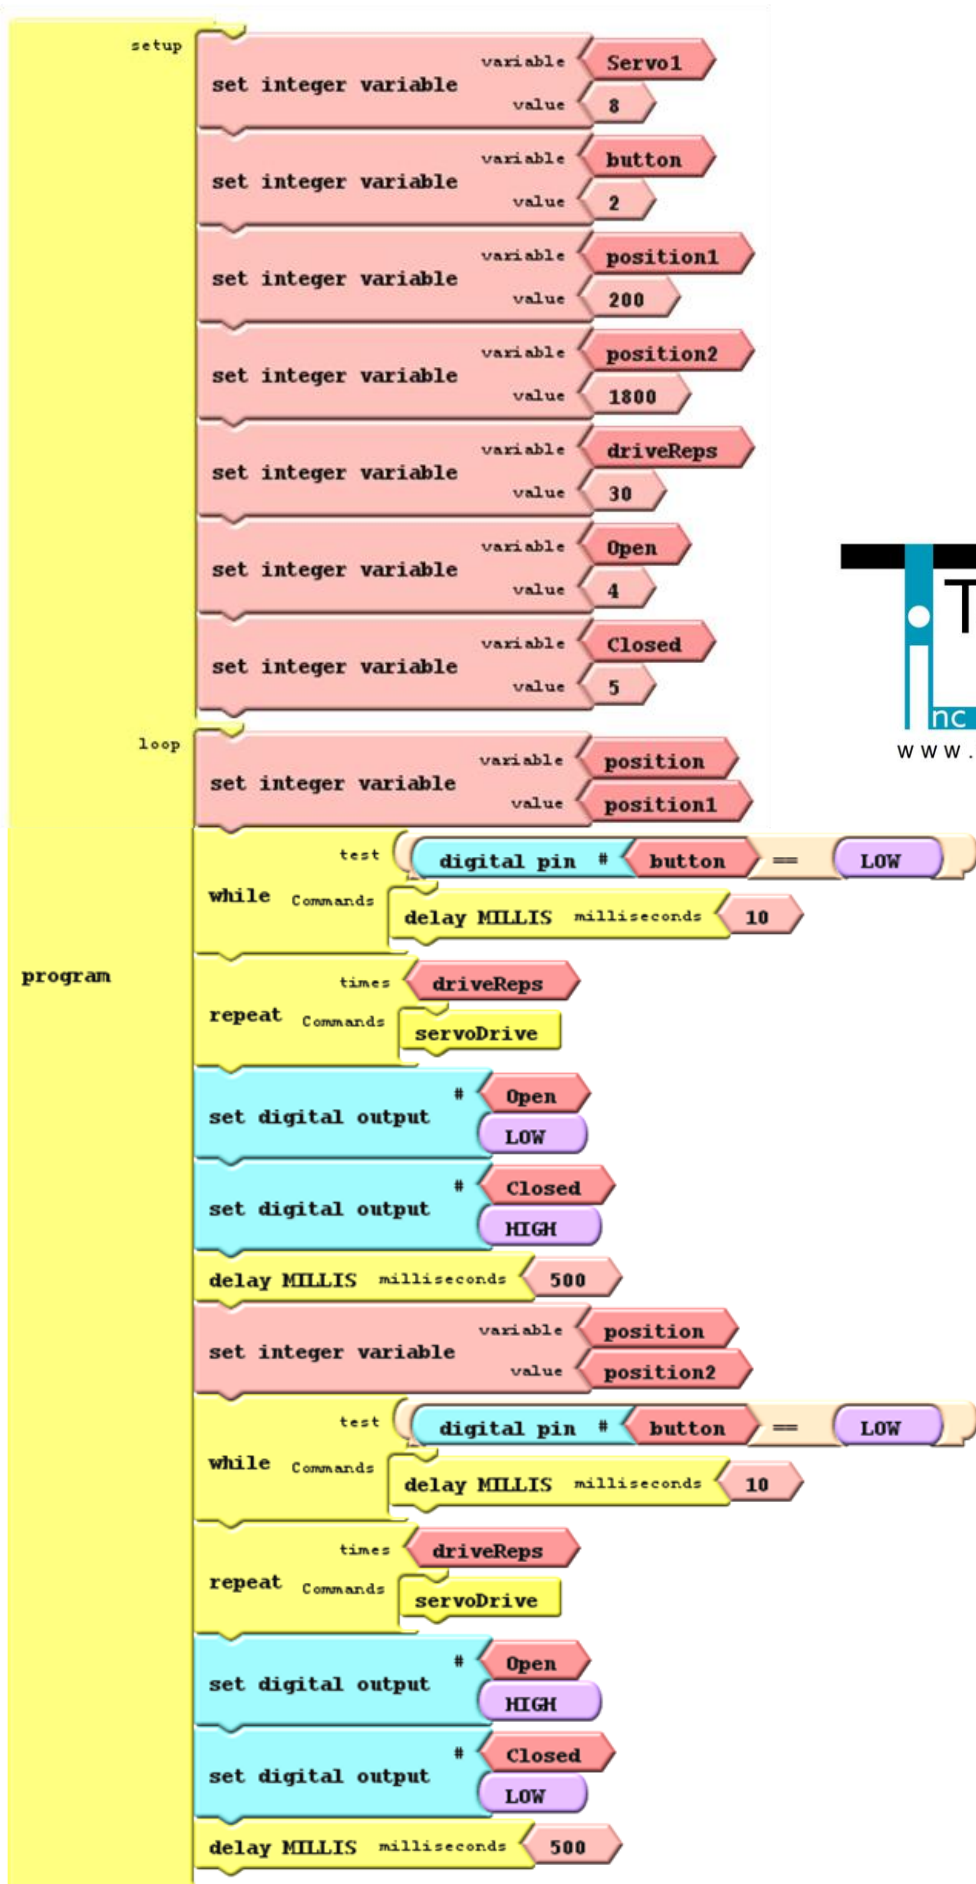 setup
set integer variable variable Servo1
value 8
set integer variable variable button
value 2
set integer variable variable position1
value 200
set integer variable variable position2
value 1800
set integer variable variable driveReps
value 30
set integer variable variable Open
value 4
set integer variable variable Closed
value 5
T
nc
www.
loop
set integer variable variable position
value position1
program
while test digital pin # button == LOW
Commands delay MILLIS milliseconds 10
repeat times driveReps
Commands servoDrive
set digital output # Open
LOW
set digital output # Closed
HIGH
delay MILLIS milliseconds 500
set integer variable variable position
value position2
while test digital pin # button == LOW
Commands delay MILLIS milliseconds 10
repeat times driveReps
Commands servoDrive
set digital output # Open
HIGH
set digital output # Closed
LOW
delay MILLIS milliseconds 500